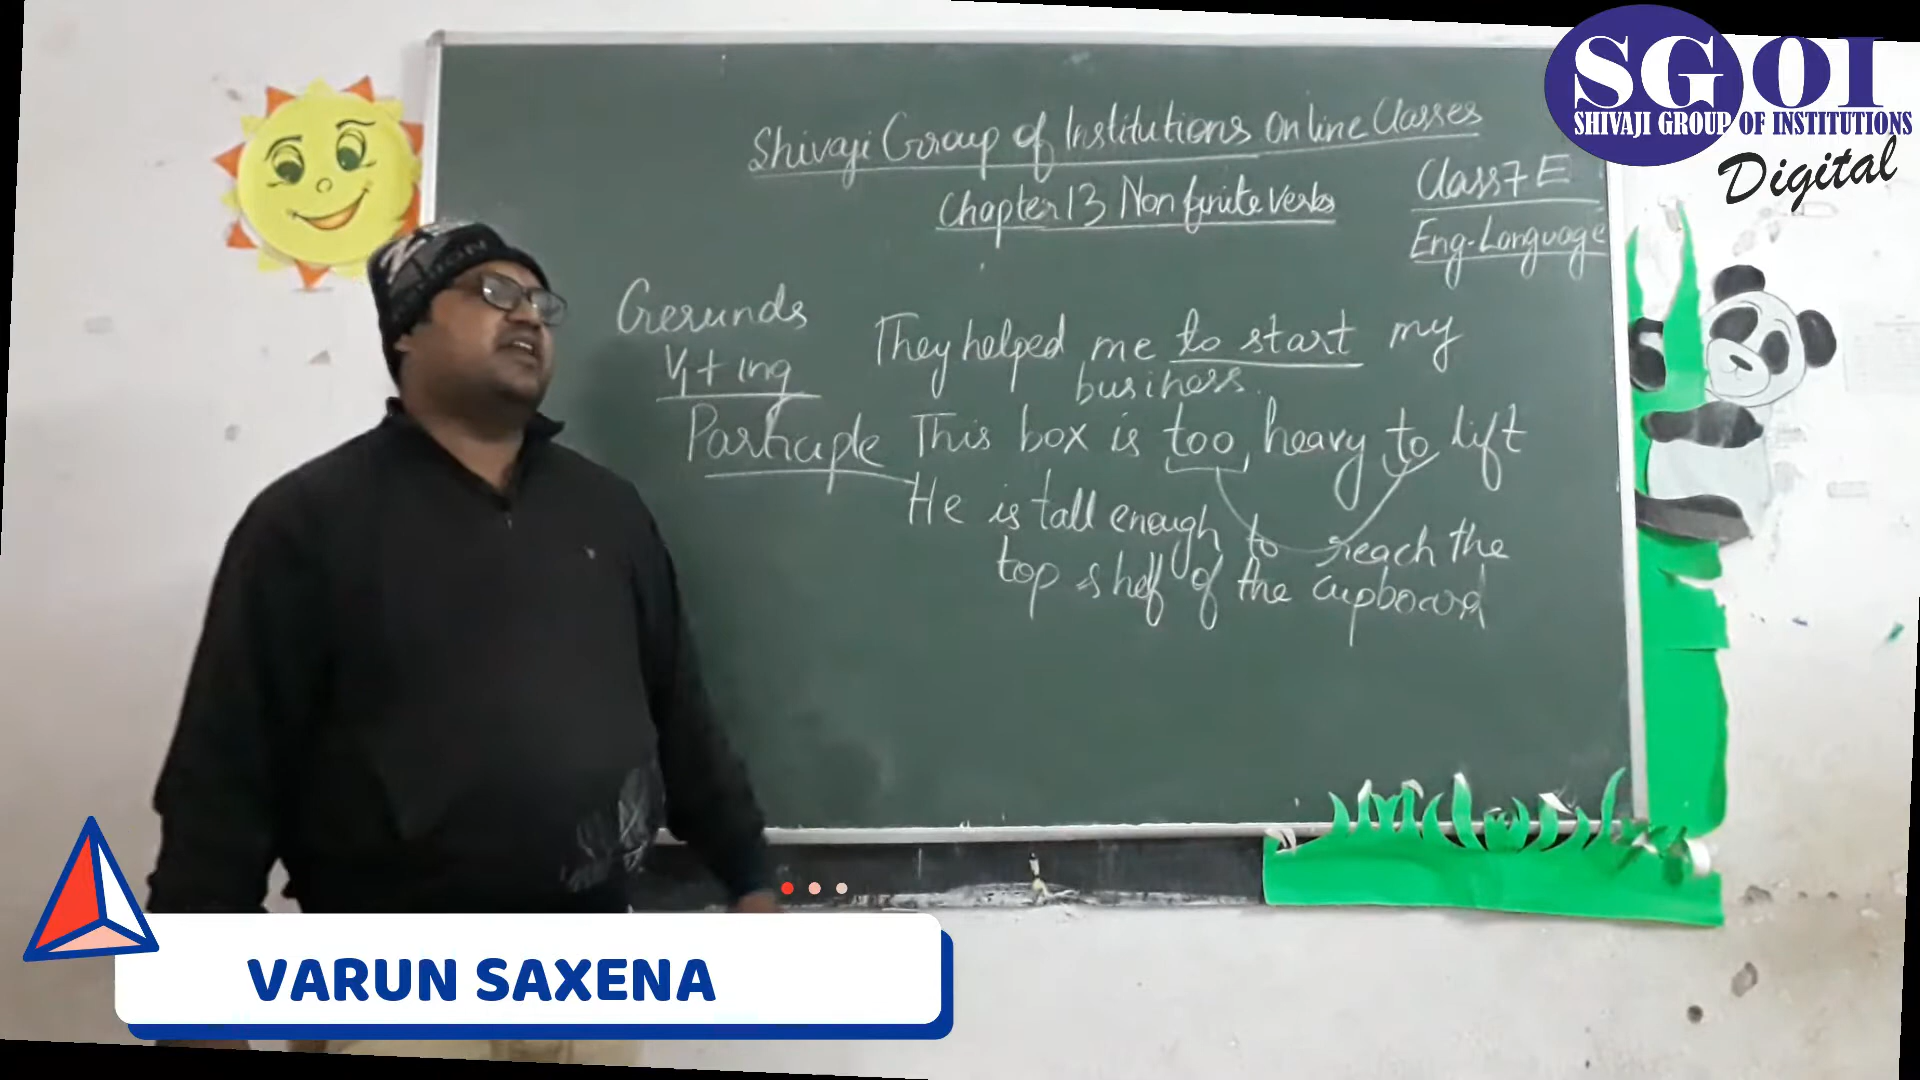 SGOI
SHIVAJI GROUP OF INSTITUTIONS
Digital
Shivaji Group of Institutions Online Classes
Chapter 13 Non finite Verbs
Class 7 E
Eng-Language
Gerunds
V1 + ing
Participle
They helped me to start my
business.
This box is too heavy to lift
He is tall enough to reach the
top shelf of the cupboard
VARUN SAXENA